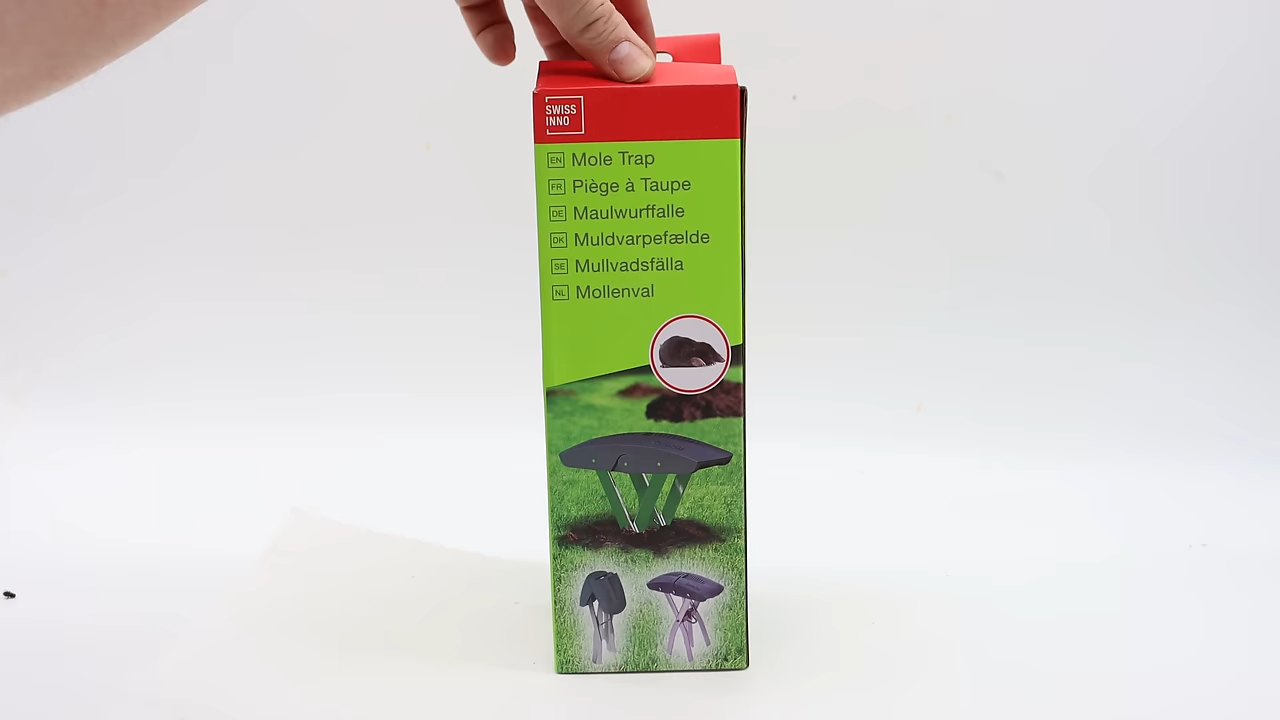 SWISS
INNO
EN Mole Trap
FR Piège à Taupe
DE Maulwurffalle
DK Muldvarpefælde
SE Mullvadsfälla
NL Mollenval